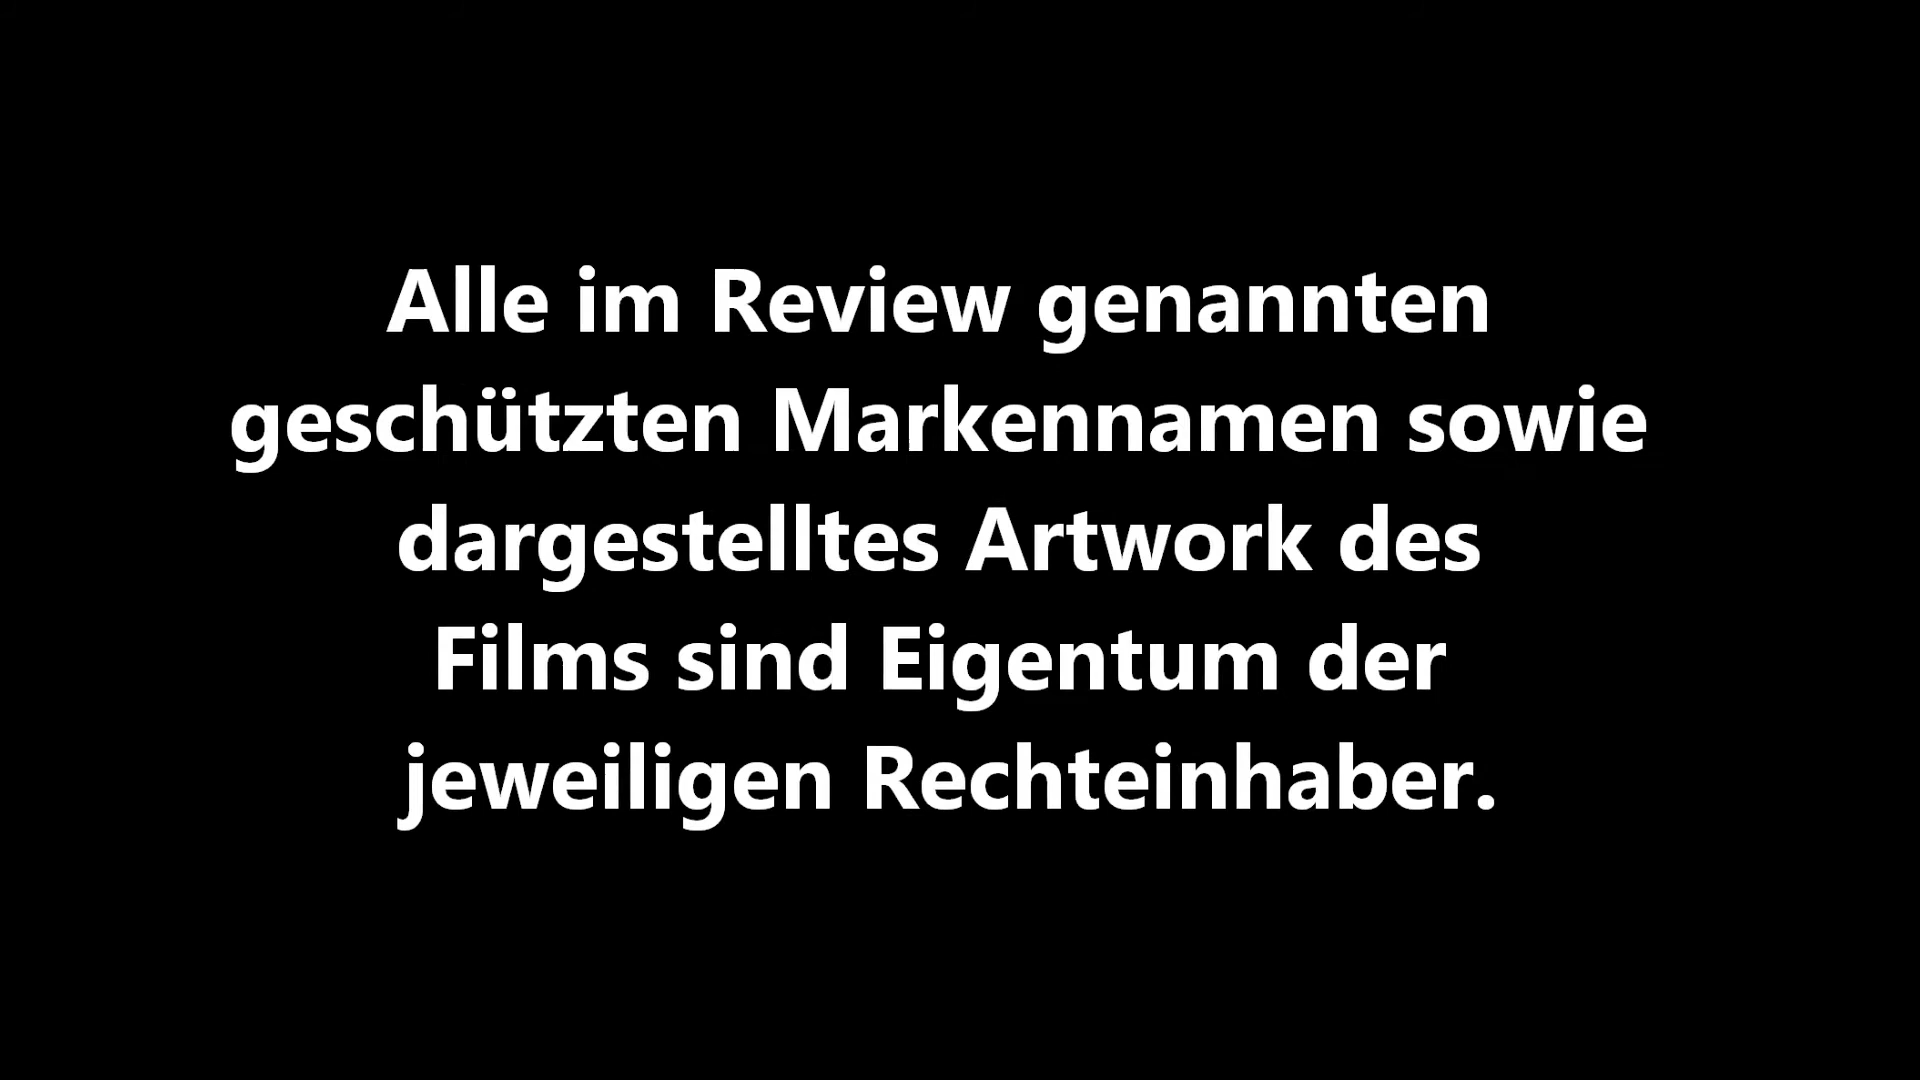 Alle im Review genannten
geschützten Markennamen sowie
dargestelltes Artwork des
Films sind Eigentum der
jeweiligen Rechteinhaber.